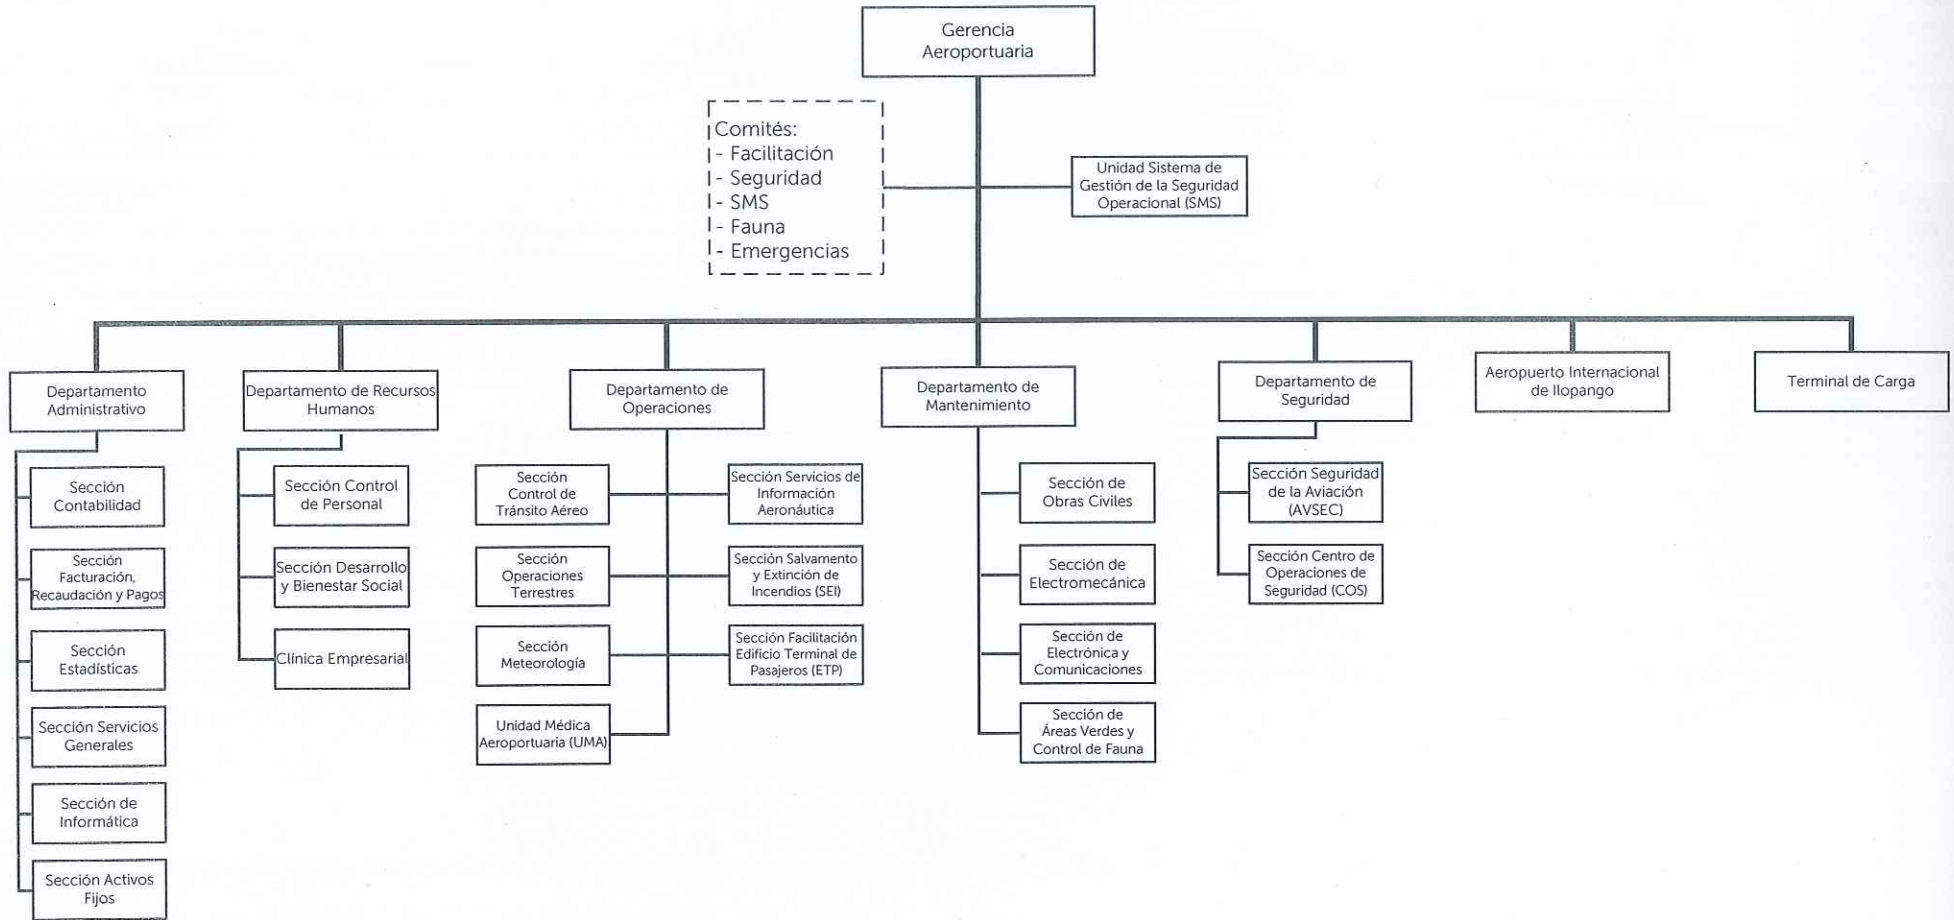 Gerencia
Aeroportuaria
Comités:
- Facilitación
- Seguridad
- SMS
- Fauna
- Emergencias
Unidad Sistema de
Gestión de la Seguridad
Operacional (SMS)
Departamento
Administrativo
Departamento de Recursos
Humanos
Departamento de
Operaciones
Departamento de
Mantenimiento
Departamento de
Seguridad
Aeropuerto Internacional
de Ilopango
Terminal de Carga
Sección
Contabilidad
Sección
Facturación,
Recaudación y Pagos
Sección
Estadísticas
Sección Servicios
Generales
Sección de
Informática
Sección Activos
Fijos
Sección Control
de Personal
Sección Desarrollo
y Bienestar Social
Clínica Empresarial
Sección
Control de
Tránsito Aéreo
Sección Servicios de
Información
Aeronáutica
Sección
Operaciones
Terrestres
Sección Salvamento
y Extinción de
Incendios (SEI)
Sección
Meteorología
Sección Facilitación
Edificio Terminal de
Pasajeros (ETP)
Unidad Médica
Aeroportuaria (UMA)
Sección de
Obras Civiles
Sección de
Electromecánica
Sección de
Electrónica y
Comunicaciones
Sección de
Áreas Verdes y
Control de Fauna
Sección Seguridad
de la Aviación
(AVSEC)
Sección Centro de
Operaciones de
Seguridad (COS)